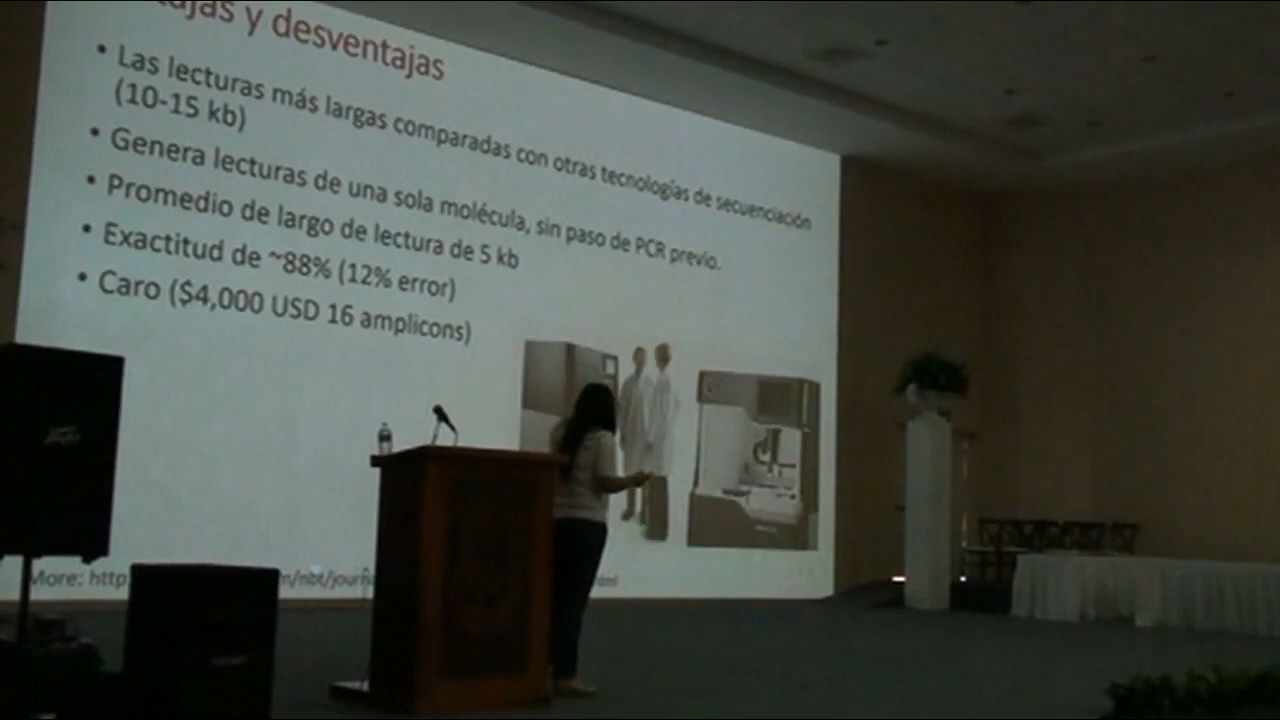 y desventajas
• Las lecturas más largas comparadas con otras tecnologías de secuenciación
(10-15 kb)
• Genera lecturas de una sola molécula, sin paso de PCR previo.
• Promedio de largo de lectura de 5 kb
• Exactitud de ~88% (12% error)
• Caro ($4,000 USD 16 amplicons)
More: http: m/nbt/journa